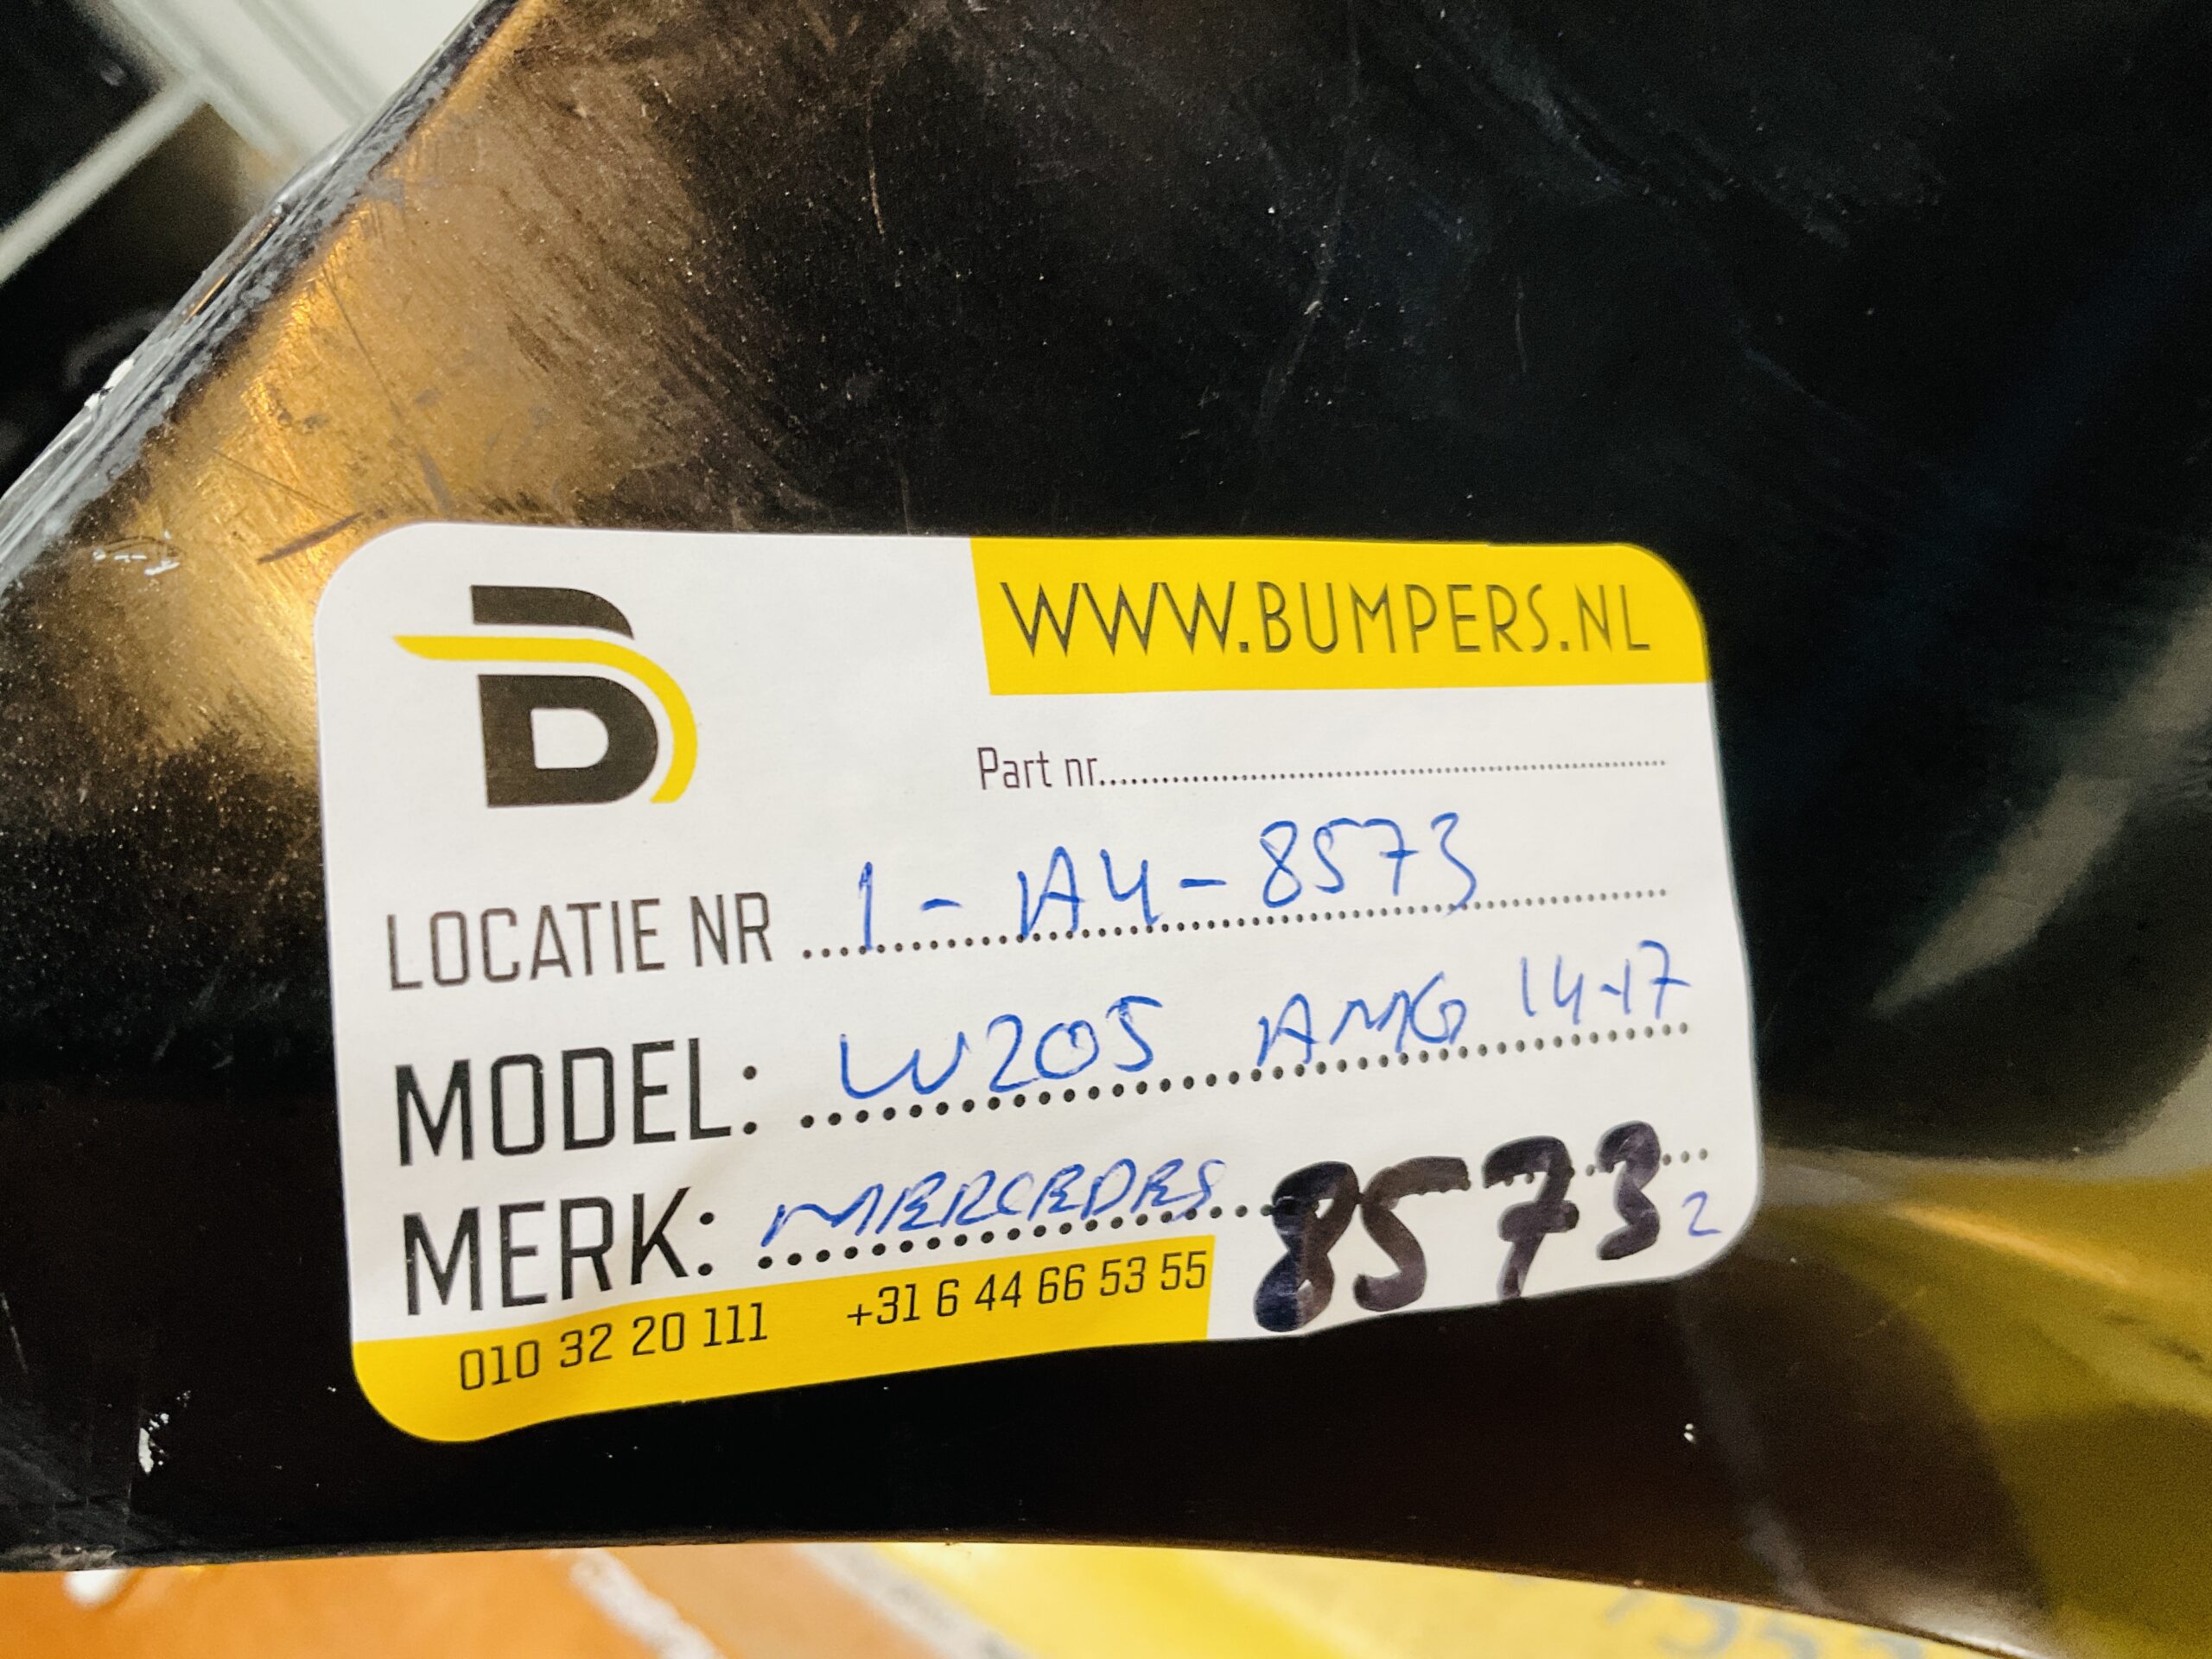 B
WWW.BUMPERS.NL
Part nr....................
LOCATIE NR 1-A4-8573
MODEL: W205 AMG 14-17
MERK: MERCEDES
8573 2
010 32 20 111 +31 6 44 66 53 55